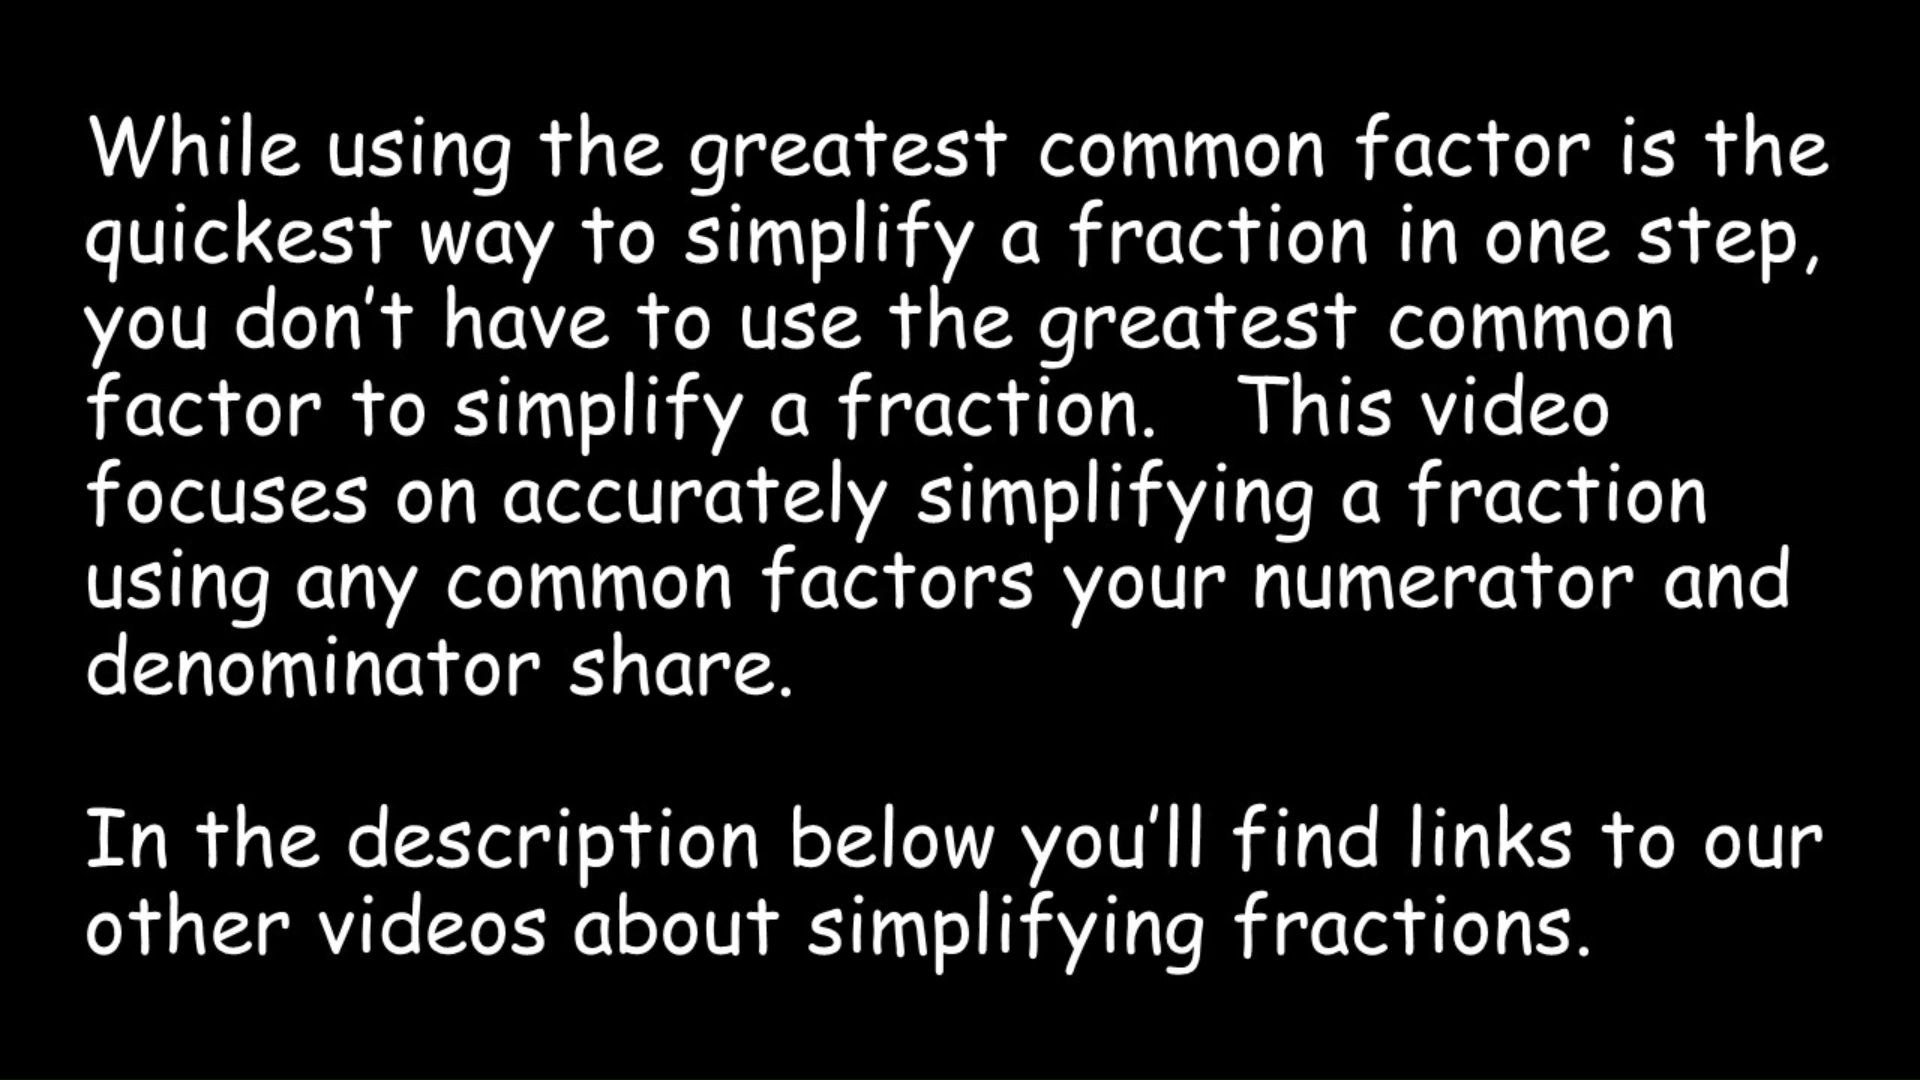 While using the greatest common factor is the
quickest way to simplify a fraction in one step,
you don't have to use the greatest common
factor to simplify a fraction.   This video
focuses on accurately simplifying a fraction
using any common factors your numerator and
denominator share.
In the description below you'll find links to our
other videos about simplifying fractions.